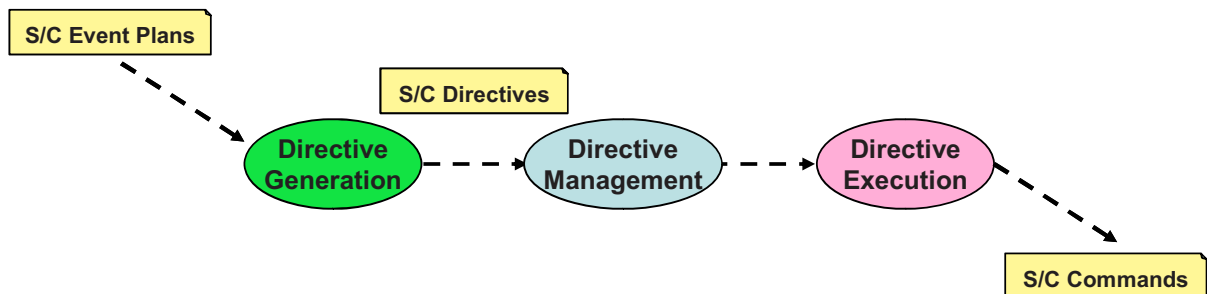 S/C Event Plans
S/C Directives
Directive
Generation
Directive
Management
Directive
Execution
S/C Commands